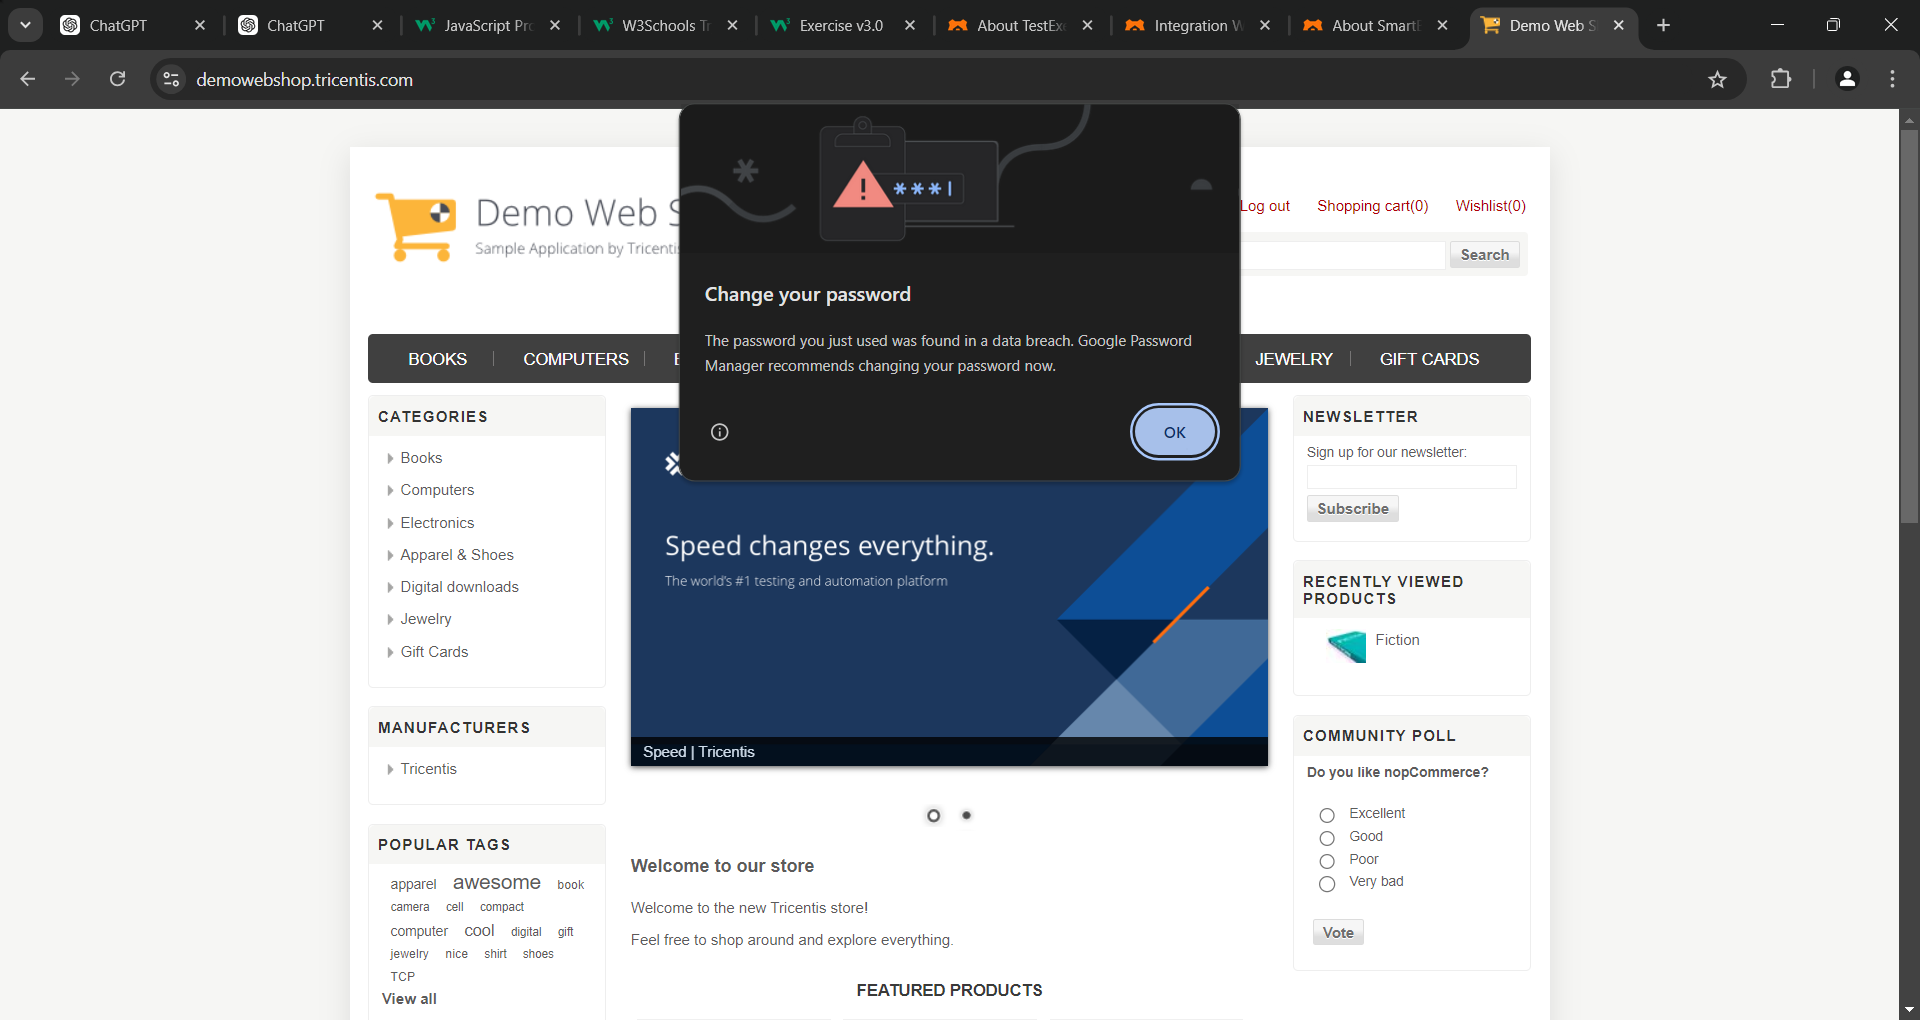 ChatGPT
ChatGPT
JavaScript Pr
W3Schools Tr
Exercise v3.0
About TestEx
Integration W
About Smart
Demo Web S
demowebshop.tricentis.com
Demo Web S
Sample Application by Tricentis
Log out
Shopping cart(0)
Wishlist(0)
Search
***|
Change your password
The password you just used was found in a data breach. Google Password
Manager recommends changing your password now.
OK
BOOKS
COMPUTERS
JEWELRY
GIFT CARDS
CATEGORIES
Books
Computers
Electronics
Apparel & Shoes
Digital downloads
Jewelry
Gift Cards
MANUFACTURERS
Tricentis
POPULAR TAGS
apparel awesome book
camera cell compact
computer cool digital gift
jewelry nice shirt shoes
TCP
View all
Speed changes everything.
The world's #1 testing and automation platform
Speed | Tricentis
Welcome to our store
Welcome to the new Tricentis store!
Feel free to shop around and explore everything.
FEATURED PRODUCTS
NEWSLETTER
Sign up for our newsletter:
Subscribe
RECENTLY VIEWED
PRODUCTS
Fiction
COMMUNITY POLL
Do you like nopCommerce?
Excellent
Good
Poor
Very bad
Vote